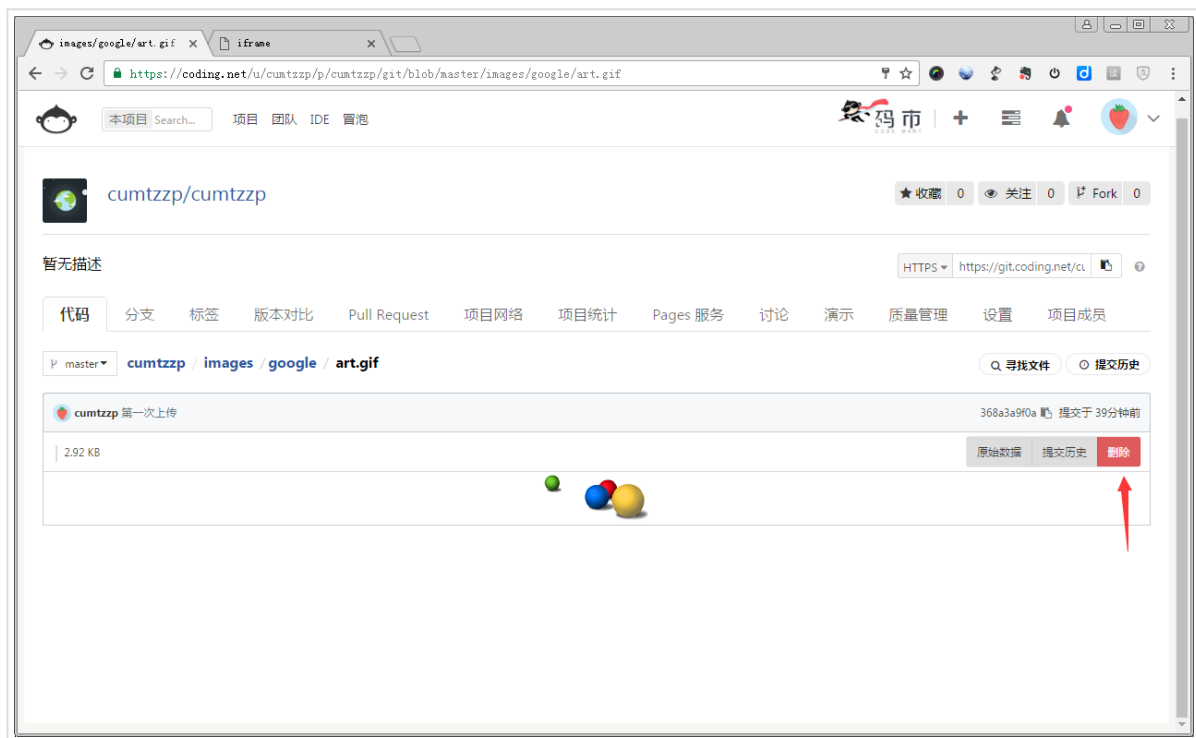 images/google/art.gif
iframe
https://coding.net/u/cumtzzp/p/cumtzzp/git/blob/master/images/google/art.gif
本项目 Search... 项目 团队 IDE 冒泡 码市
CODE MART
cumtzzp/cumtzzp
收藏 0 关注 0 Fork 0
暂无描述
HTTPS https://git.coding.net/cu
代码 分支 标签 版本对比 Pull Request 项目网络 项目统计 Pages 服务 讨论 演示 质量管理 设置 项目成员
master cumtzzp / images / google / art.gif 寻找文件 提交历史
cumtzzp 第一次上传 368a3a9f0a 提交于 39分钟前
2.92 KB 原始数据 提交历史 删除